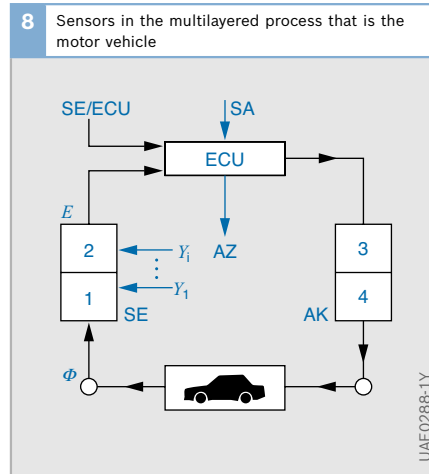 8 Sensors in the multilayered process that is the
motor vehicle
SE/ECU
SA
ECU
E
2
Yi
AZ
3
1
Y1
SE
AK
4
Φ
UAE0288-1Y